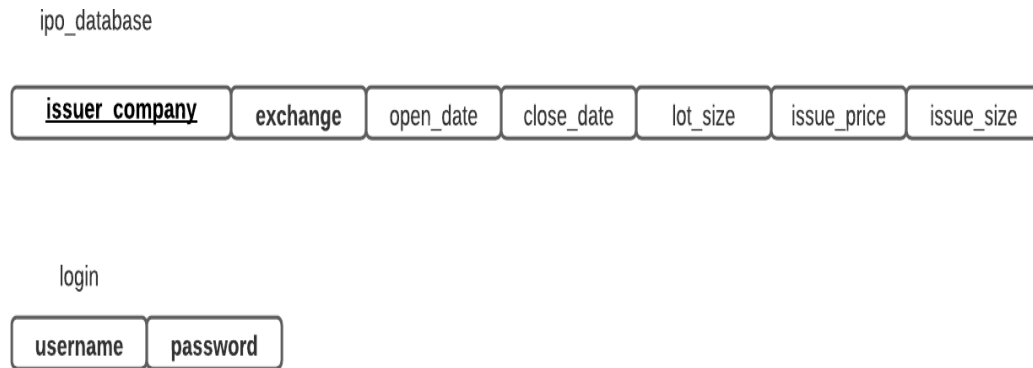 ipo_database
issuer_company exchange open_date close_date lot_size issue_price issue_size
login
username password